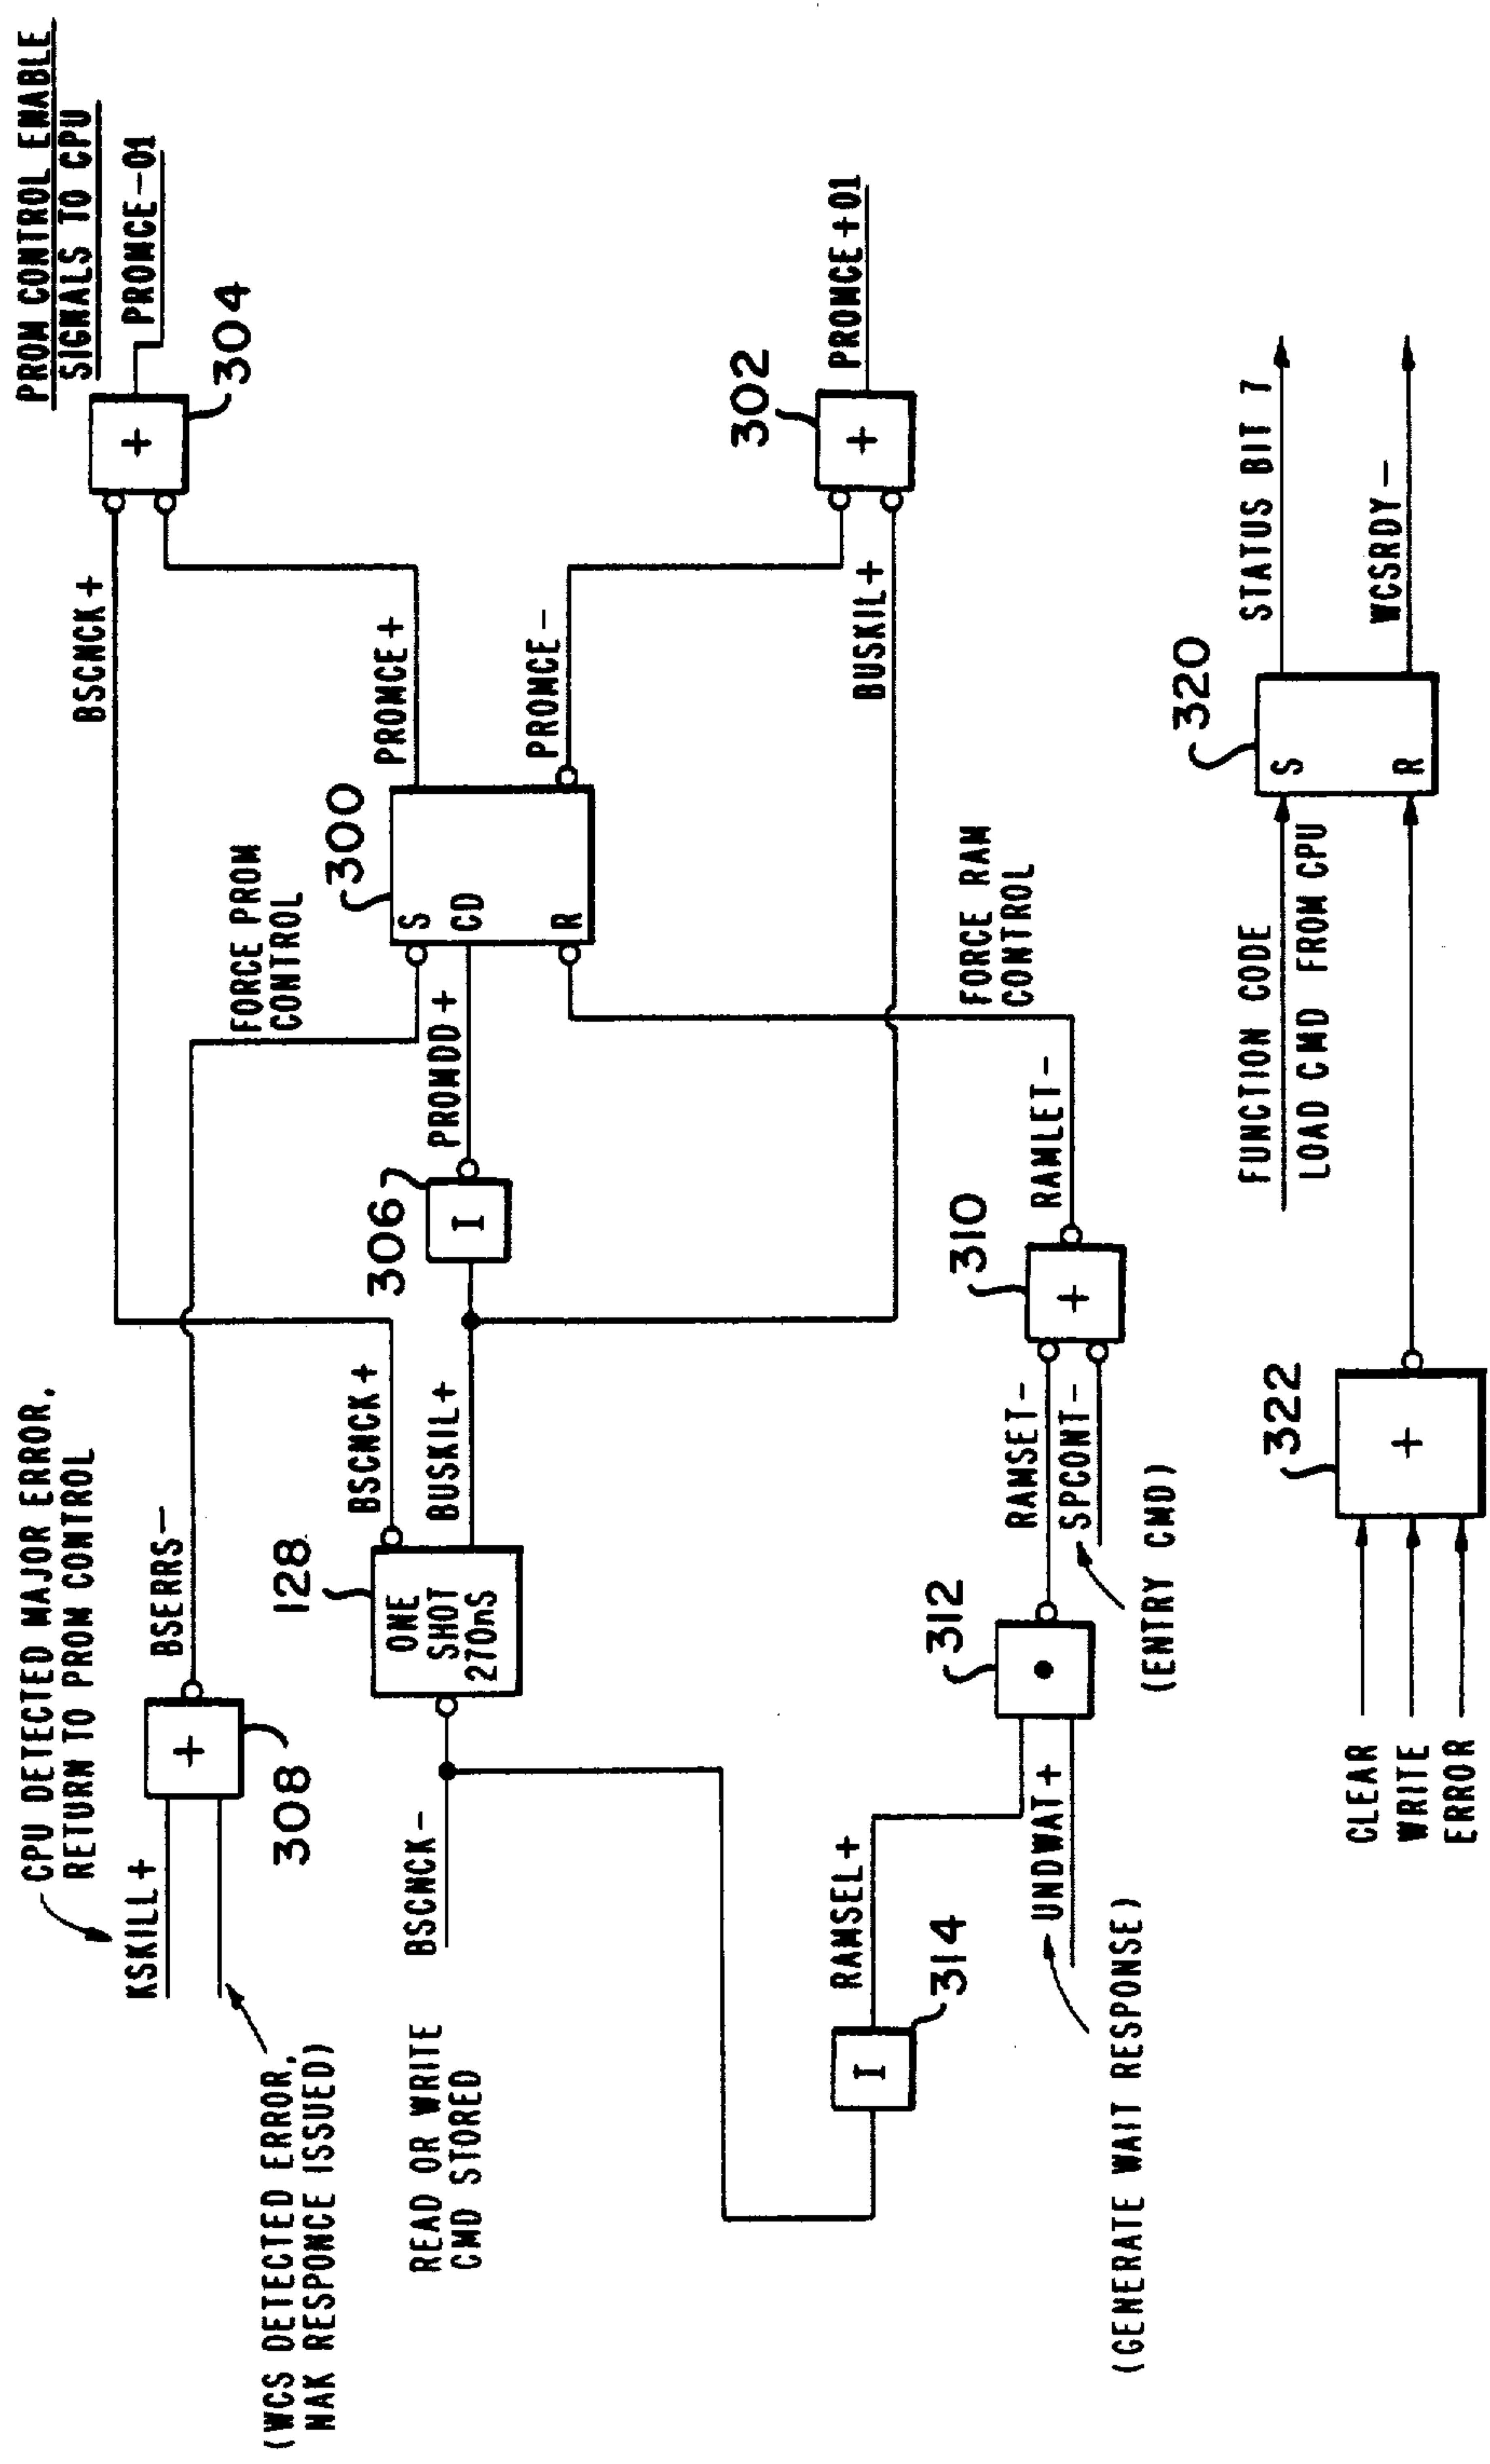 CPU DETECTED MAJOR ERROR,
RETURN TO PROM CONTROL
KSKILL+
(WCS DETECTED ERROR,
NAK RESPONCE ISSUED)
+
308
BSERRS-
READ OR WRITE
CMD STORED
BSCNCK-
ONE
SHOT
270nS
128
BSCNCK+
BUSKIL+
I
306
PROMDD+
FORCE PROM
CONTROL
S
CD
R
300
PROMCE+
PROMCE-
BSCNCK+
BUSKIL+
+
304
+
302
PROM CONTROL ENABLE
SIGNALS TO CPU
PROMCE-01
PROMCE+01
I
314
RAMSEL+
UNDWAT+
(GENERATE WAIT RESPONSE)
312
RAMSET-
SPCONT-
(ENTRY CMD)
+
310
RAMLET-
FORCE RAM
CONTROL
CLEAR
WRITE
ERROR
+
322
FUNCTION CODE
LOAD CMD FROM CPU
S
R
320
STATUS BIT 7
WCSRDY-